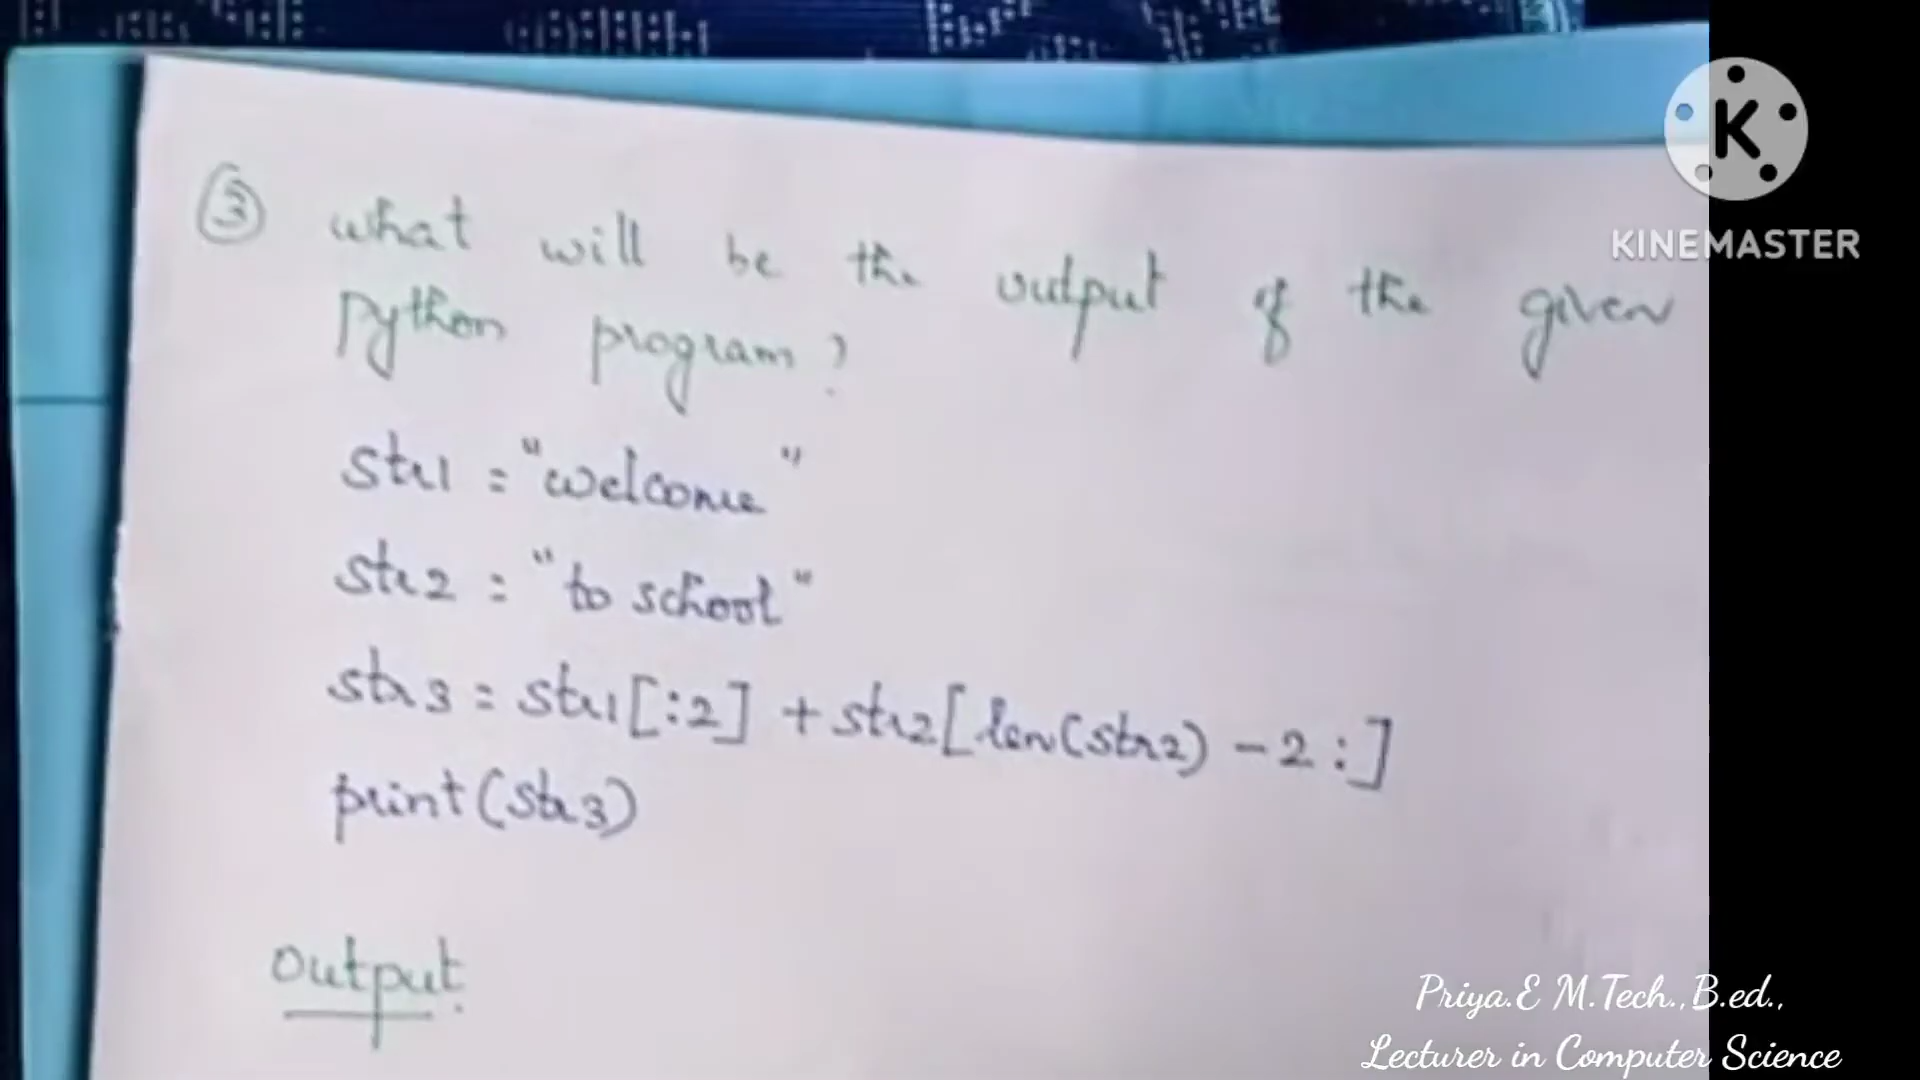 ③ what will be the output of the given
python program?
str1 = "welcome"
str2 = "to school"
str3 = str1[:2] + str2[len(str2) - 2:]
print(str3)
output.
K
KINEMASTER
Priya.E M.Tech.,B.ed.,
Lecturer in Computer Science